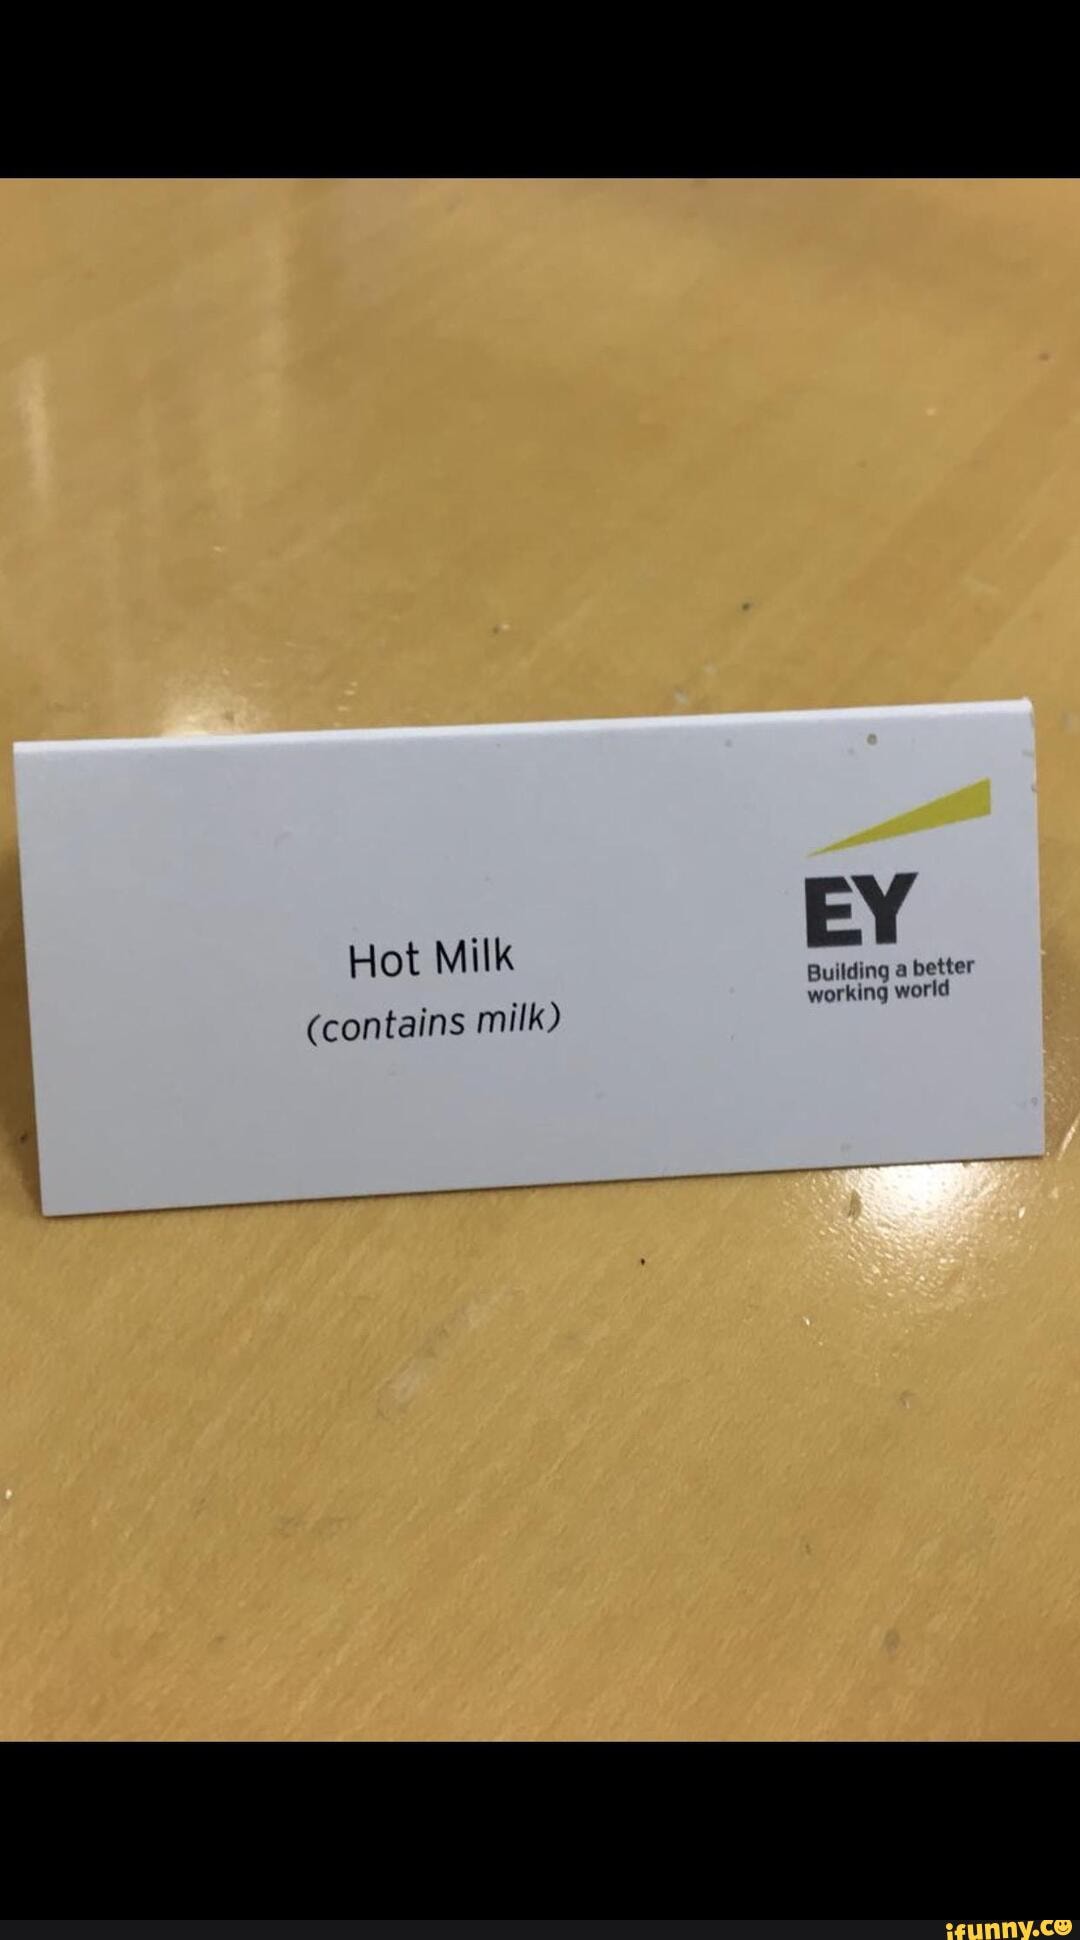 EY
Hot Milk
Building a better
working world
(contains milk)
ifunny.co